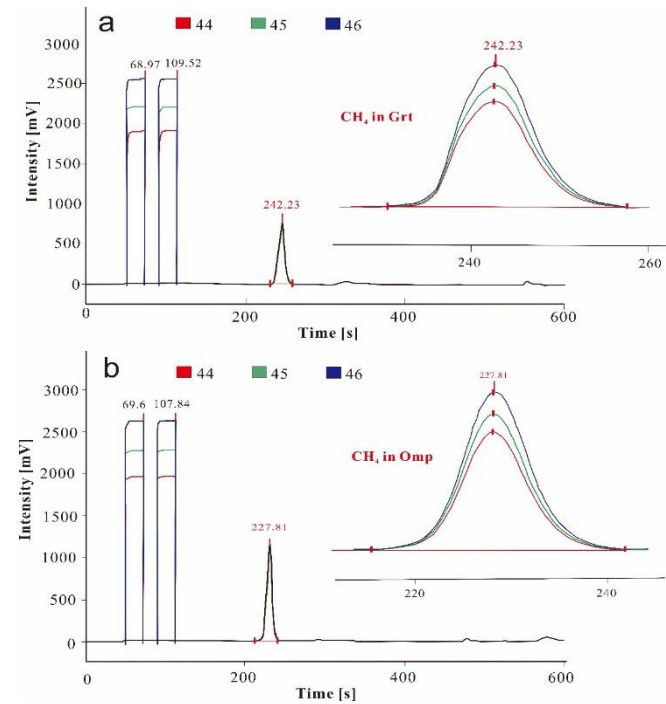 a
44 45 46
3000
2500
2000
1500
1000
500
0
Intensity [mV]
68.97 109.52
242.23
242.23
CH₄ in Grt
240 260
0 200 400 600
Time [s]
b
44 45 46
3000
2500
2000
1500
1000
500
0
Intensity [mV]
69.6 107.84
227.81
227.81
CH₄ in Omp
220 240
0 200 400 600
Time [s]